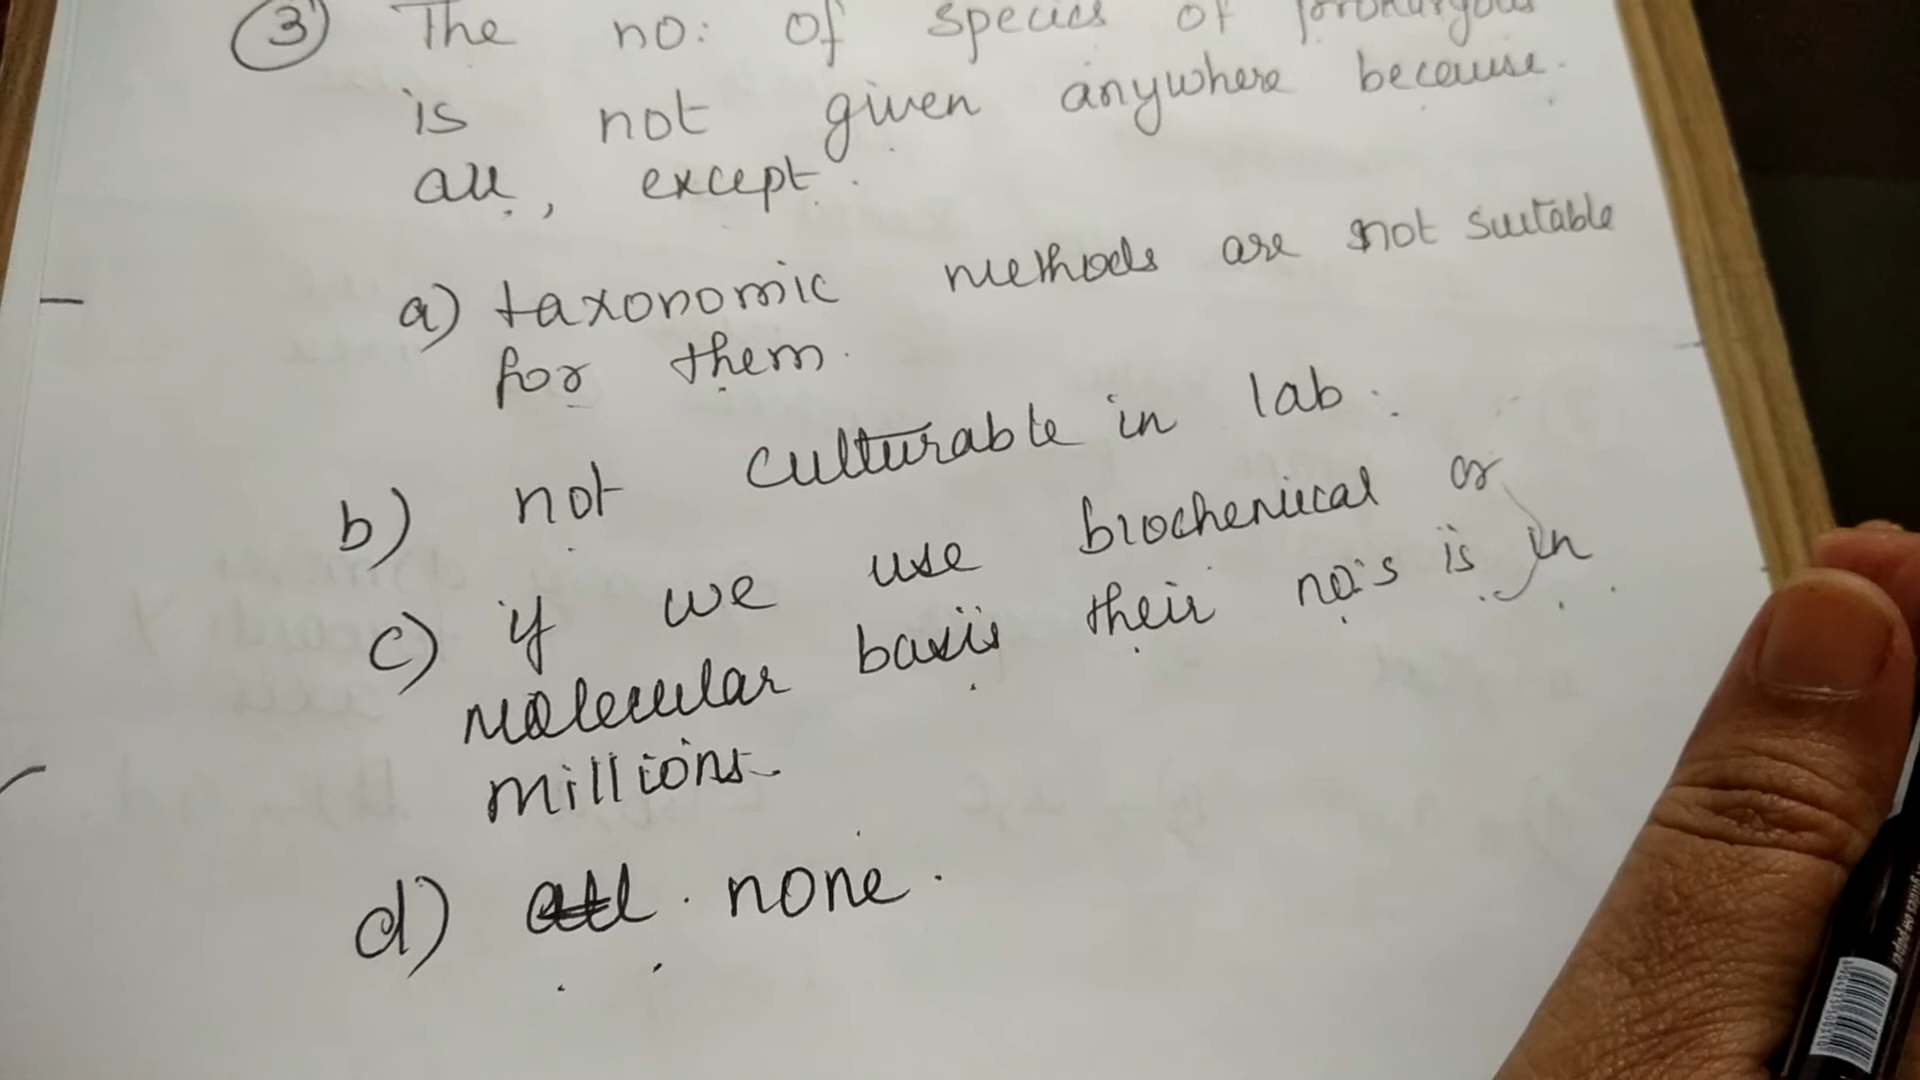 3 The no: of species of
is not given anywhere because.
all, except.
a) taxonomic methods are not suitable
for them.
b) not culturable in lab.
c) if we use biochemical or
molecular basis their no's is in
millions.
d) all. none.